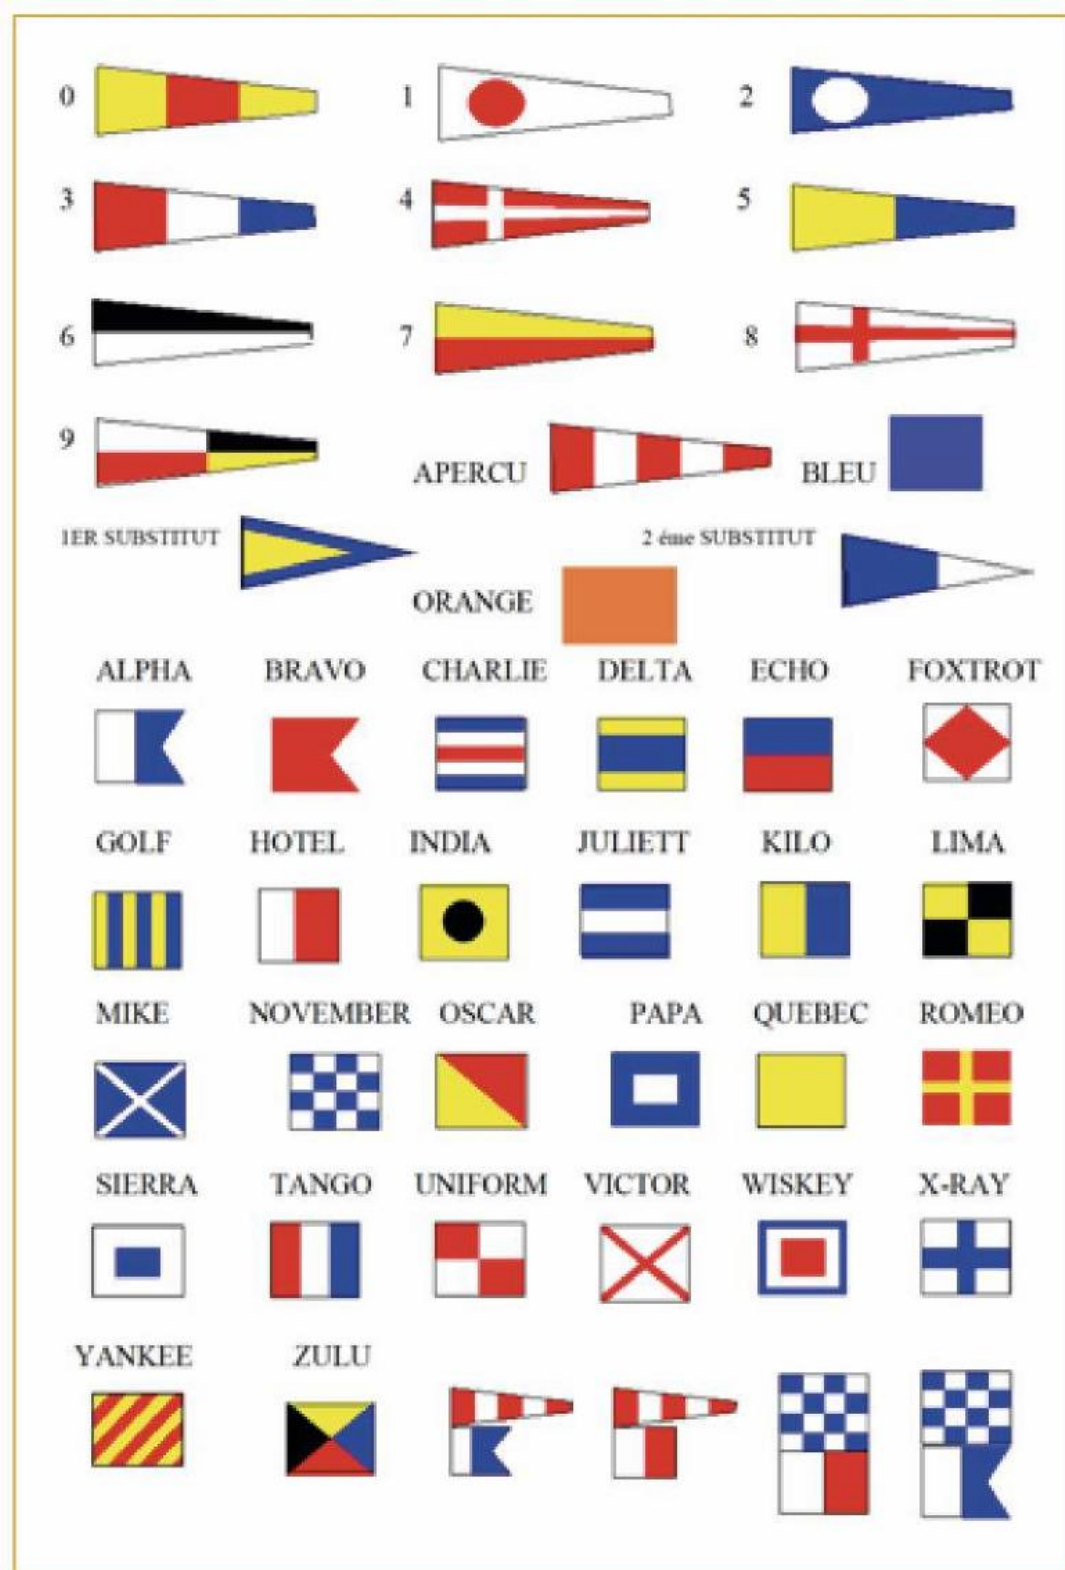 0 1 2
3 4 5
6 7 8
9 APERCU BLEU
1ER SUBSTITUT 2 éme SUBSTITUT
ORANGE
ALPHA BRAVO CHARLIE DELTA ECHO FOXTROT
GOLF HOTEL INDIA JULIETT KILO LIMA
MIKE NOVEMBER OSCAR PAPA QUEBEC ROMEO
SIERRA TANGO UNIFORM VICTOR WISKEY X-RAY
YANKEE ZULU